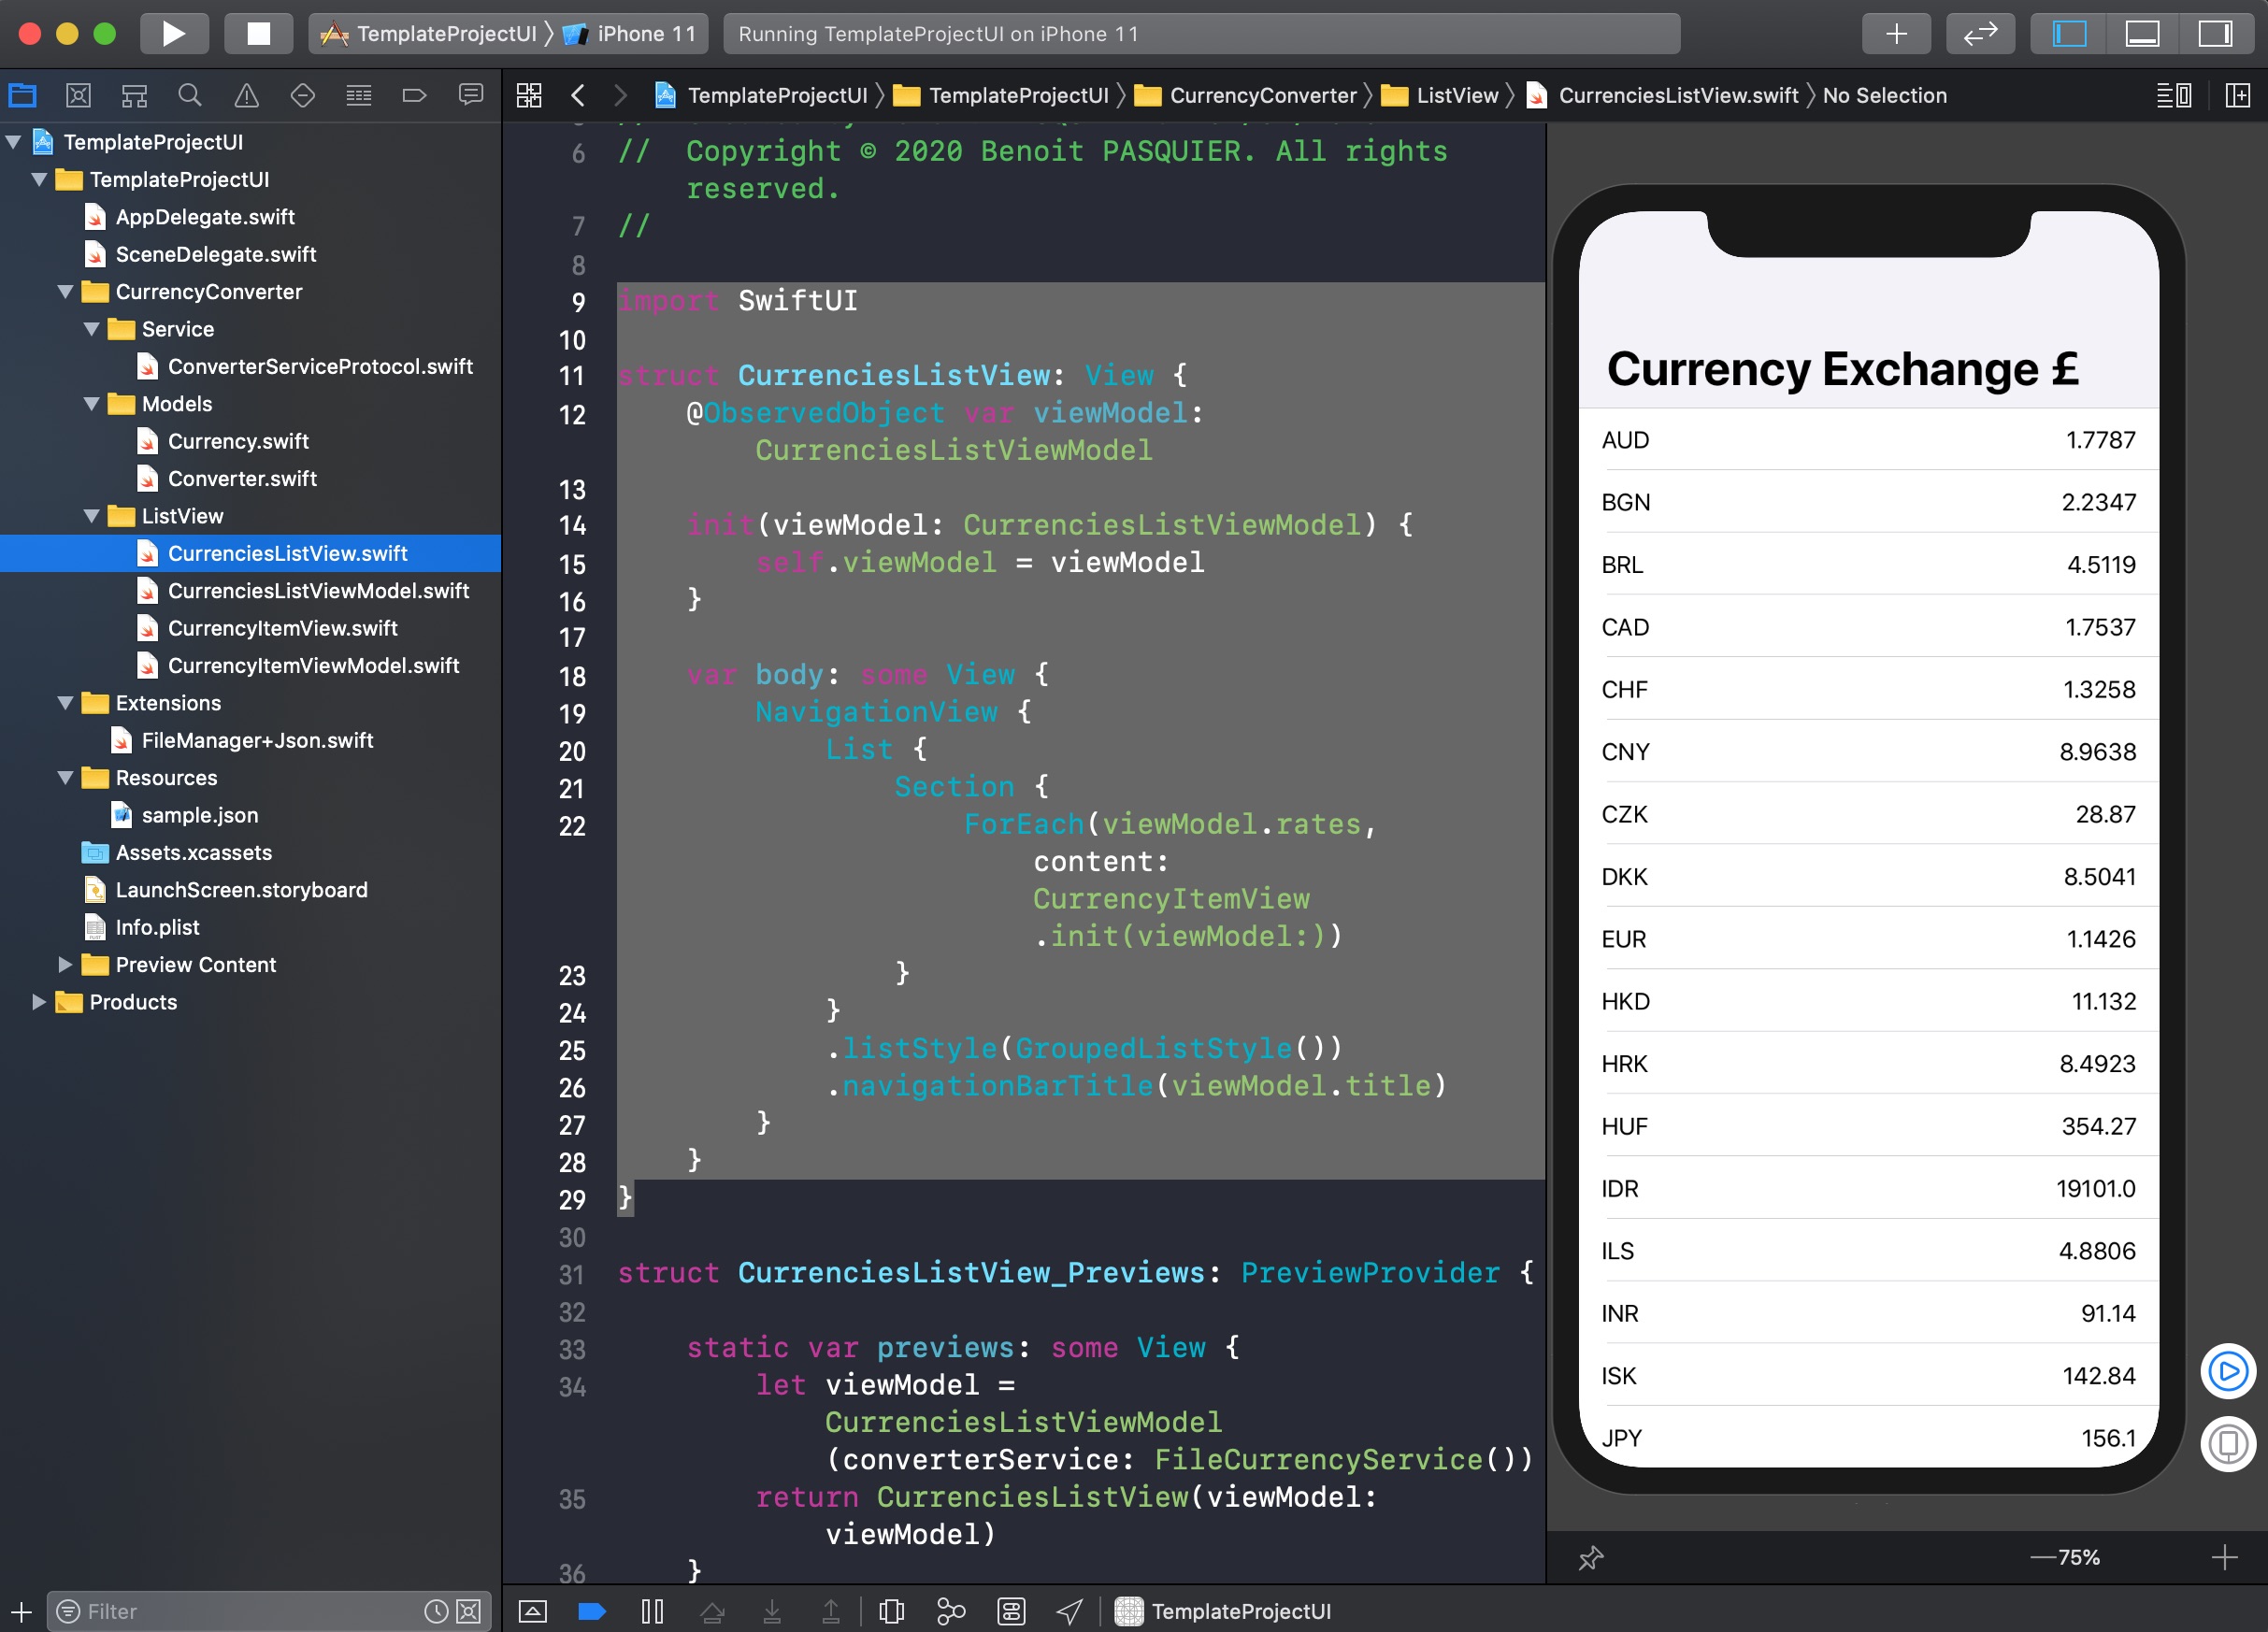 TemplateProjectUI 〉 iPhone 11
Running TemplateProjectUI on iPhone 11
TemplateProjectUI 〉 TemplateProjectUI 〉 CurrencyConverter 〉 ListView 〉 CurrenciesListView.swift 〉 No Selection
TemplateProjectUI
TemplateProjectUI
AppDelegate.swift
SceneDelegate.swift
CurrencyConverter
Service
ConverterServiceProtocol.swift
Models
Currency.swift
Converter.swift
ListView
CurrenciesListView.swift
CurrenciesListViewModel.swift
CurrencyItemView.swift
CurrencyItemViewModel.swift
Extensions
FileManager+Json.swift
Resources
sample.json
Assets.xcassets
LaunchScreen.storyboard
Info.plist
Preview Content
Products
Filter
6 //  Copyright © 2020 Benoit PASQUIER. All rights
reserved.
7 //
8
9 import SwiftUI
10
11 struct CurrenciesListView: View {
12     @ObservedObject var viewModel:
CurrenciesListViewModel
13
14     init(viewModel: CurrenciesListViewModel) {
15         self.viewModel = viewModel
16     }
17
18     var body: some View {
19         NavigationView {
20             List {
21                 Section {
22                     ForEach(viewModel.rates,
content:
CurrencyItemView
.init(viewModel:))
23                 }
24             }
25             .listStyle(GroupedListStyle())
26             .navigationBarTitle(viewModel.title)
27         }
28     }
29 }
30
31 struct CurrenciesListView_Previews: PreviewProvider {
32
33     static var previews: some View {
34         let viewModel =
CurrenciesListViewModel
(converterService: FileCurrencyService())
35         return CurrenciesListView(viewModel:
viewModel)
36     }
TemplateProjectUI
Currency Exchange £
AUD 1.7787
BGN 2.2347
BRL 4.5119
CAD 1.7537
CHF 1.3258
CNY 8.9638
CZK 28.87
DKK 8.5041
EUR 1.1426
HKD 11.132
HRK 8.4923
HUF 354.27
IDR 19101.0
ILS 4.8806
INR 91.14
ISK 142.84
JPY 156.1
75%